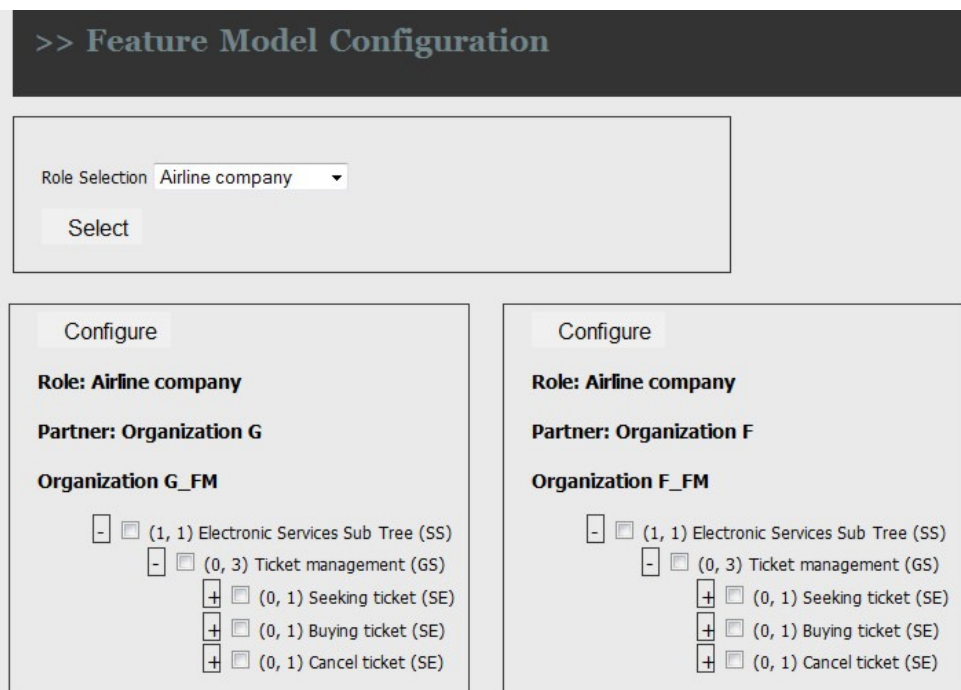 >> Feature Model Configuration
Role Selection Airline company
Select
Configure
Role: Airline company
Partner: Organization G
Organization G_FM
- (1, 1) Electronic Services Sub Tree (SS)
- (0, 3) Ticket management (GS)
+ (0, 1) Seeking ticket (SE)
+ (0, 1) Buying ticket (SE)
+ (0, 1) Cancel ticket (SE)
Configure
Role: Airline company
Partner: Organization F
Organization F_FM
- (1, 1) Electronic Services Sub Tree (SS)
- (0, 3) Ticket management (GS)
+ (0, 1) Seeking ticket (SE)
+ (0, 1) Buying ticket (SE)
+ (0, 1) Cancel ticket (SE)